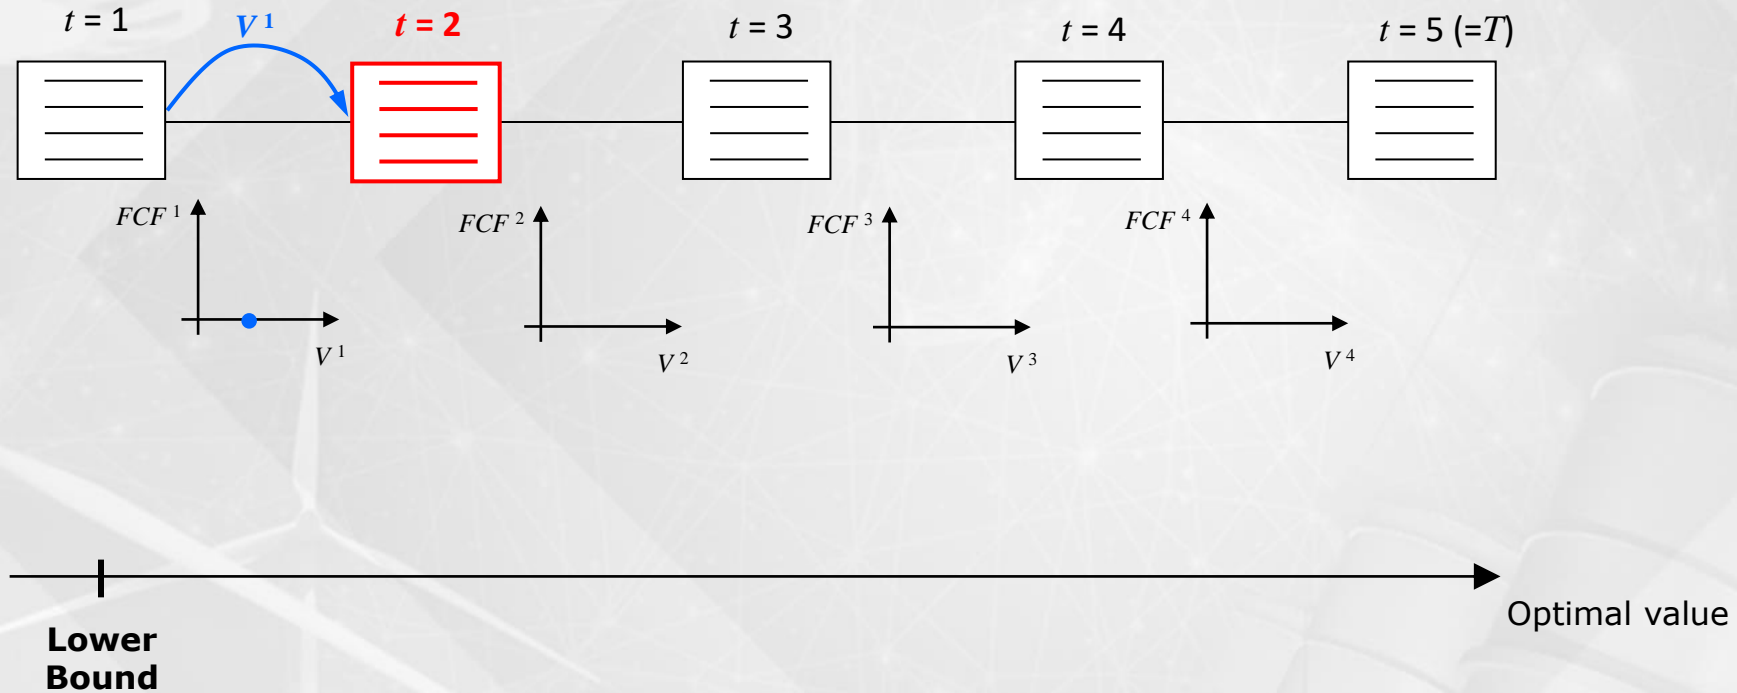 t = 1
V 1
t = 2
t = 3
t = 4
t = 5 (=T)
FCF 1
FCF 2
FCF 3
FCF 4
V 1
V 2
V 3
V 4
Optimal value
Lower
Bound